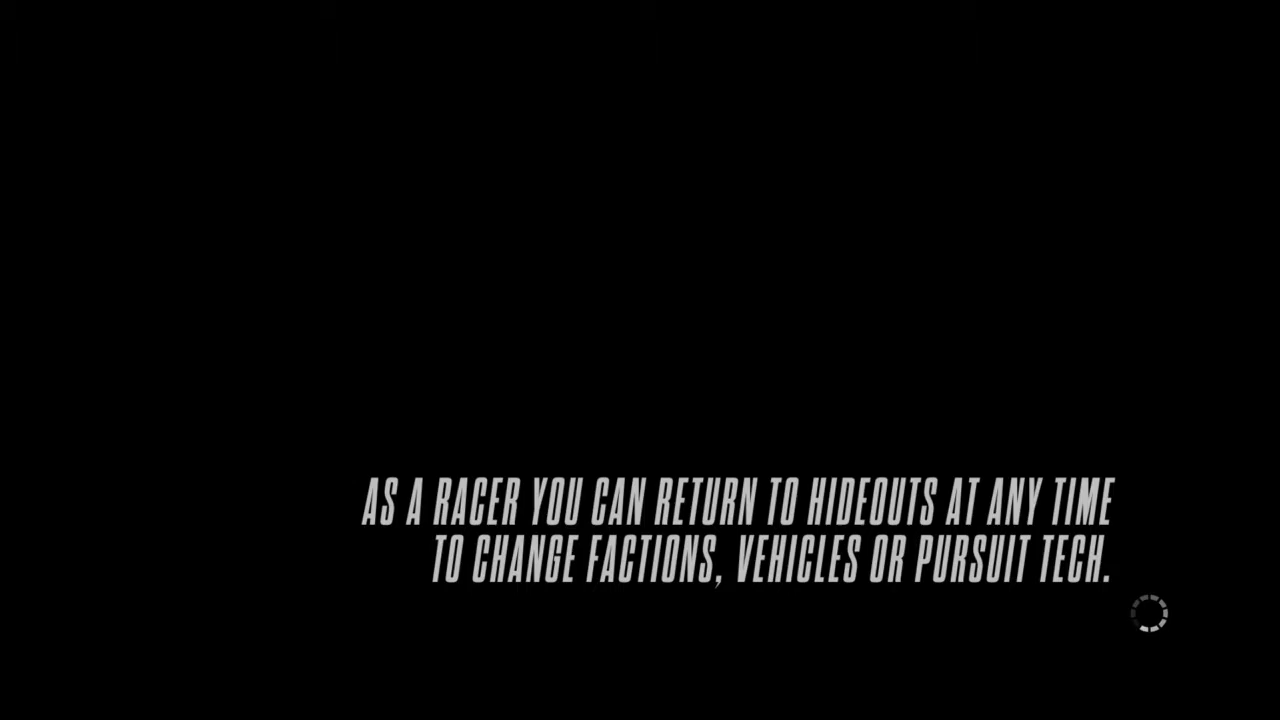 AS A RACER YOU CAN RETURN TO HIDEOUTS AT ANY TIME
TO CHANGE FACTIONS, VEHICLES OR PURSUIT TECH.